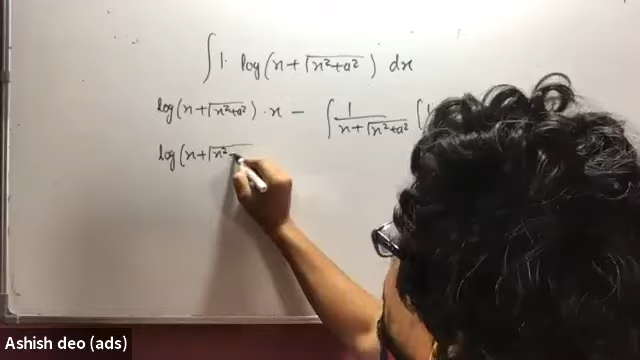 ∫ 1. log(x + √x²+a²) dx
log(x + √x²+a²) . x − ∫ 1/(x + √x²+a²)
log(x + √x²
Ashish deo (ads)